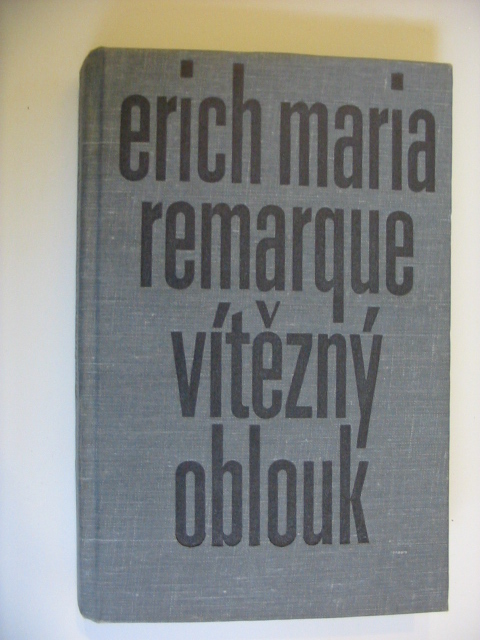 erich maria
remarque
vítězný
oblouk